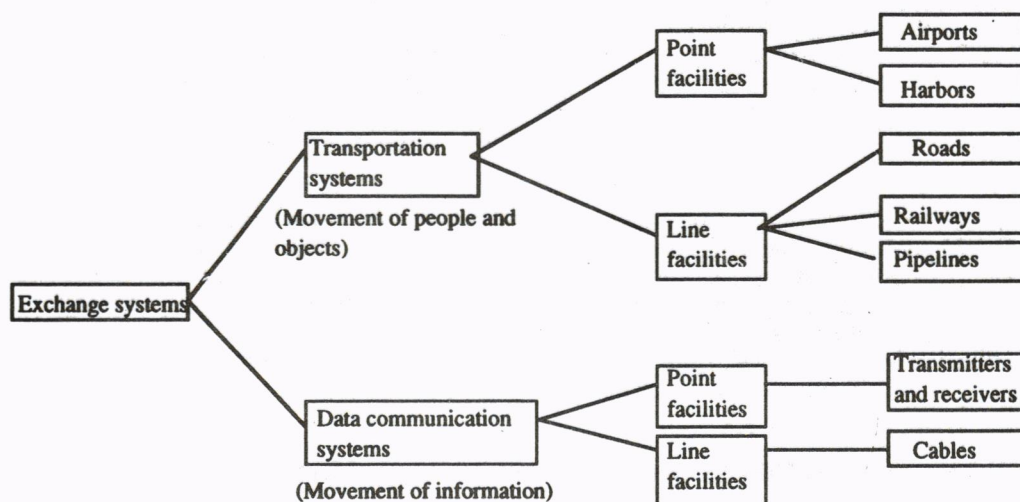 Exchange systems
Transportation
systems
(Movement of people and
objects)
Point
facilities
Airports
Harbors
Line
facilities
Roads
Railways
Pipelines
Data communication
systems
(Movement of information)
Point
facilities
Transmitters
and receivers
Line
facilities
Cables